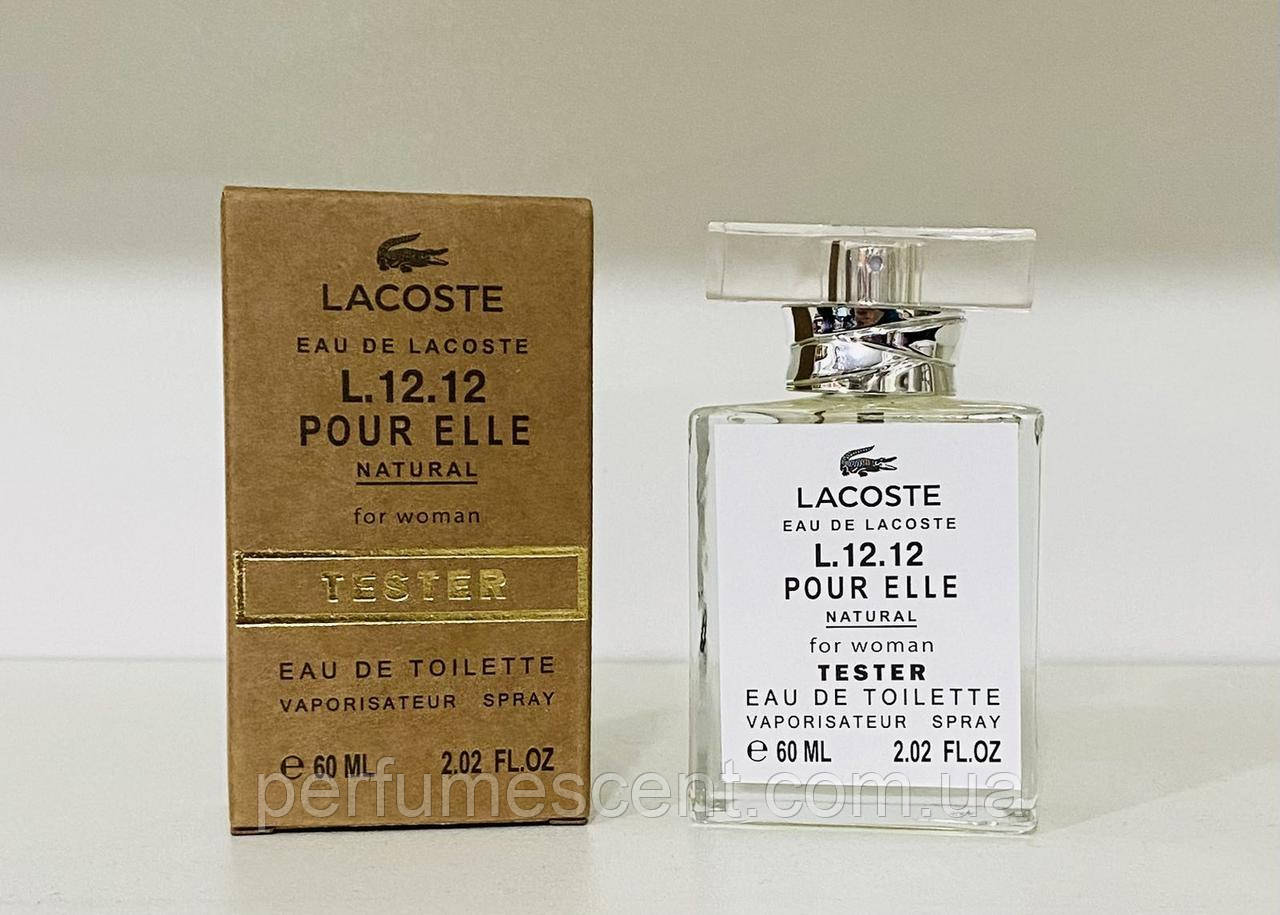 LACOSTE
EAU DE LACOSTE
L.12.12
POUR ELLE
NATURAL
for woman
TESTER
EAU DE TOILETTE
VAPORISATEUR SPRAY
℮ 60 ML 2.02 FL.OZ
LACOSTE
EAU DE LACOSTE
L.12.12
POUR ELLE
NATURAL
for woman
TESTER
EAU DE TOILETTE
VAPORISATEUR SPRAY
℮ 60 ML 2.02 FL.OZ
perfumescent.com.ua